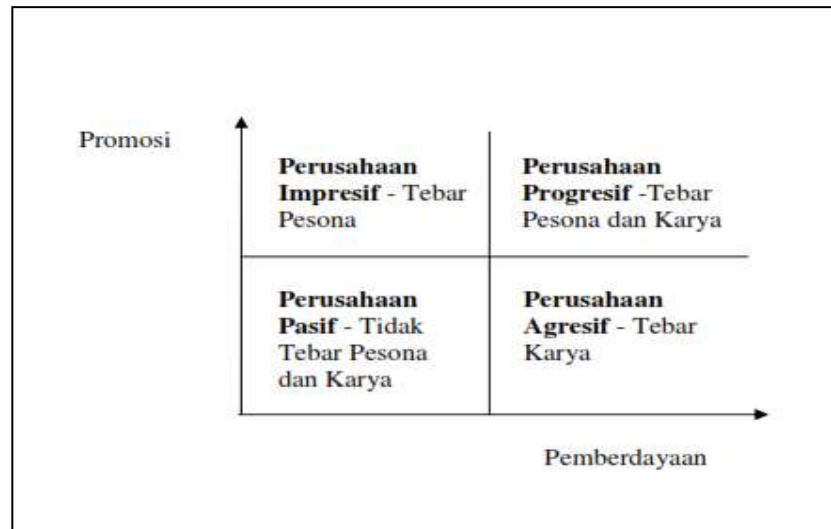 Promosi
Perusahaan
Impresif - Tebar
Pesona
Perusahaan
Progresif -Tebar
Pesona dan Karya
Perusahaan
Pasif - Tidak
Tebar Pesona
dan Karya
Perusahaan
Agresif - Tebar
Karya
Pemberdayaan